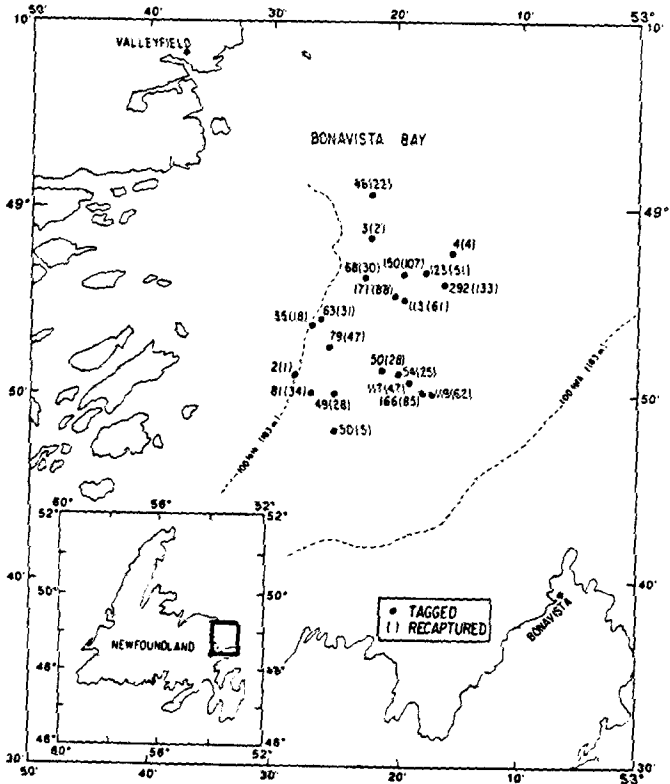 50' 40' 30' 20' 10' 53°
10'
VALLEYFIELD
BONAVISTA BAY
46(22)
3(2)
4(4)
68(30) 150(107) 123(51)
171(88) 113(61) 292(133)
35(18) 63(31)
79(47)
2(1) 50(28) 54(25)
81(34) 49(28) 117(47) 166(85) 119(62)
50(5)
49° 49°
50' 50'
100 fath (183 m)
100 fath (183 m)
40' 40'
60° 56° 52°
52° 52°
50° 50°
NEWFOUNDLAND
48° 48°
46° 46°
60° 56° 52°
● TAGGED
( ) RECAPTURED
BONAVISTA
30' 30'
50' 40' 30' 20' 10' 53°